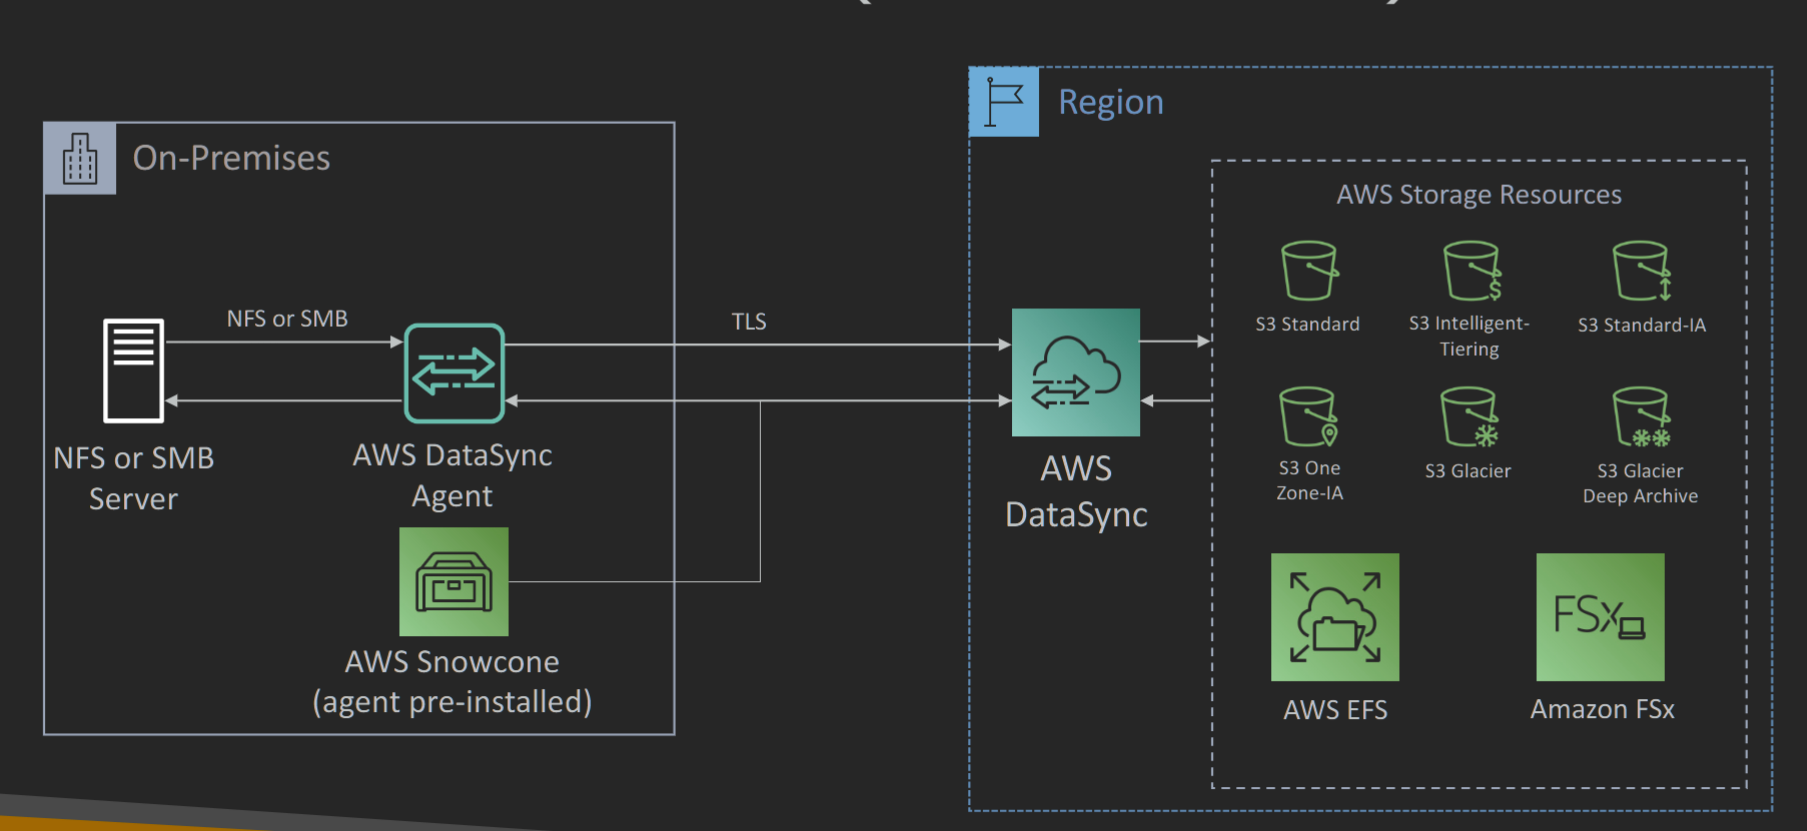 Region
On-Premises
AWS Storage Resources
S3 Standard
S3 Intelligent-
Tiering
S3 Standard-IA
NFS or SMB
TLS
S3 One
Zone-IA
S3 Glacier
S3 Glacier
Deep Archive
NFS or SMB
Server
AWS DataSync
Agent
AWS
DataSync
FSx
AWS Snowcone
(agent pre-installed)
AWS EFS
Amazon FSx